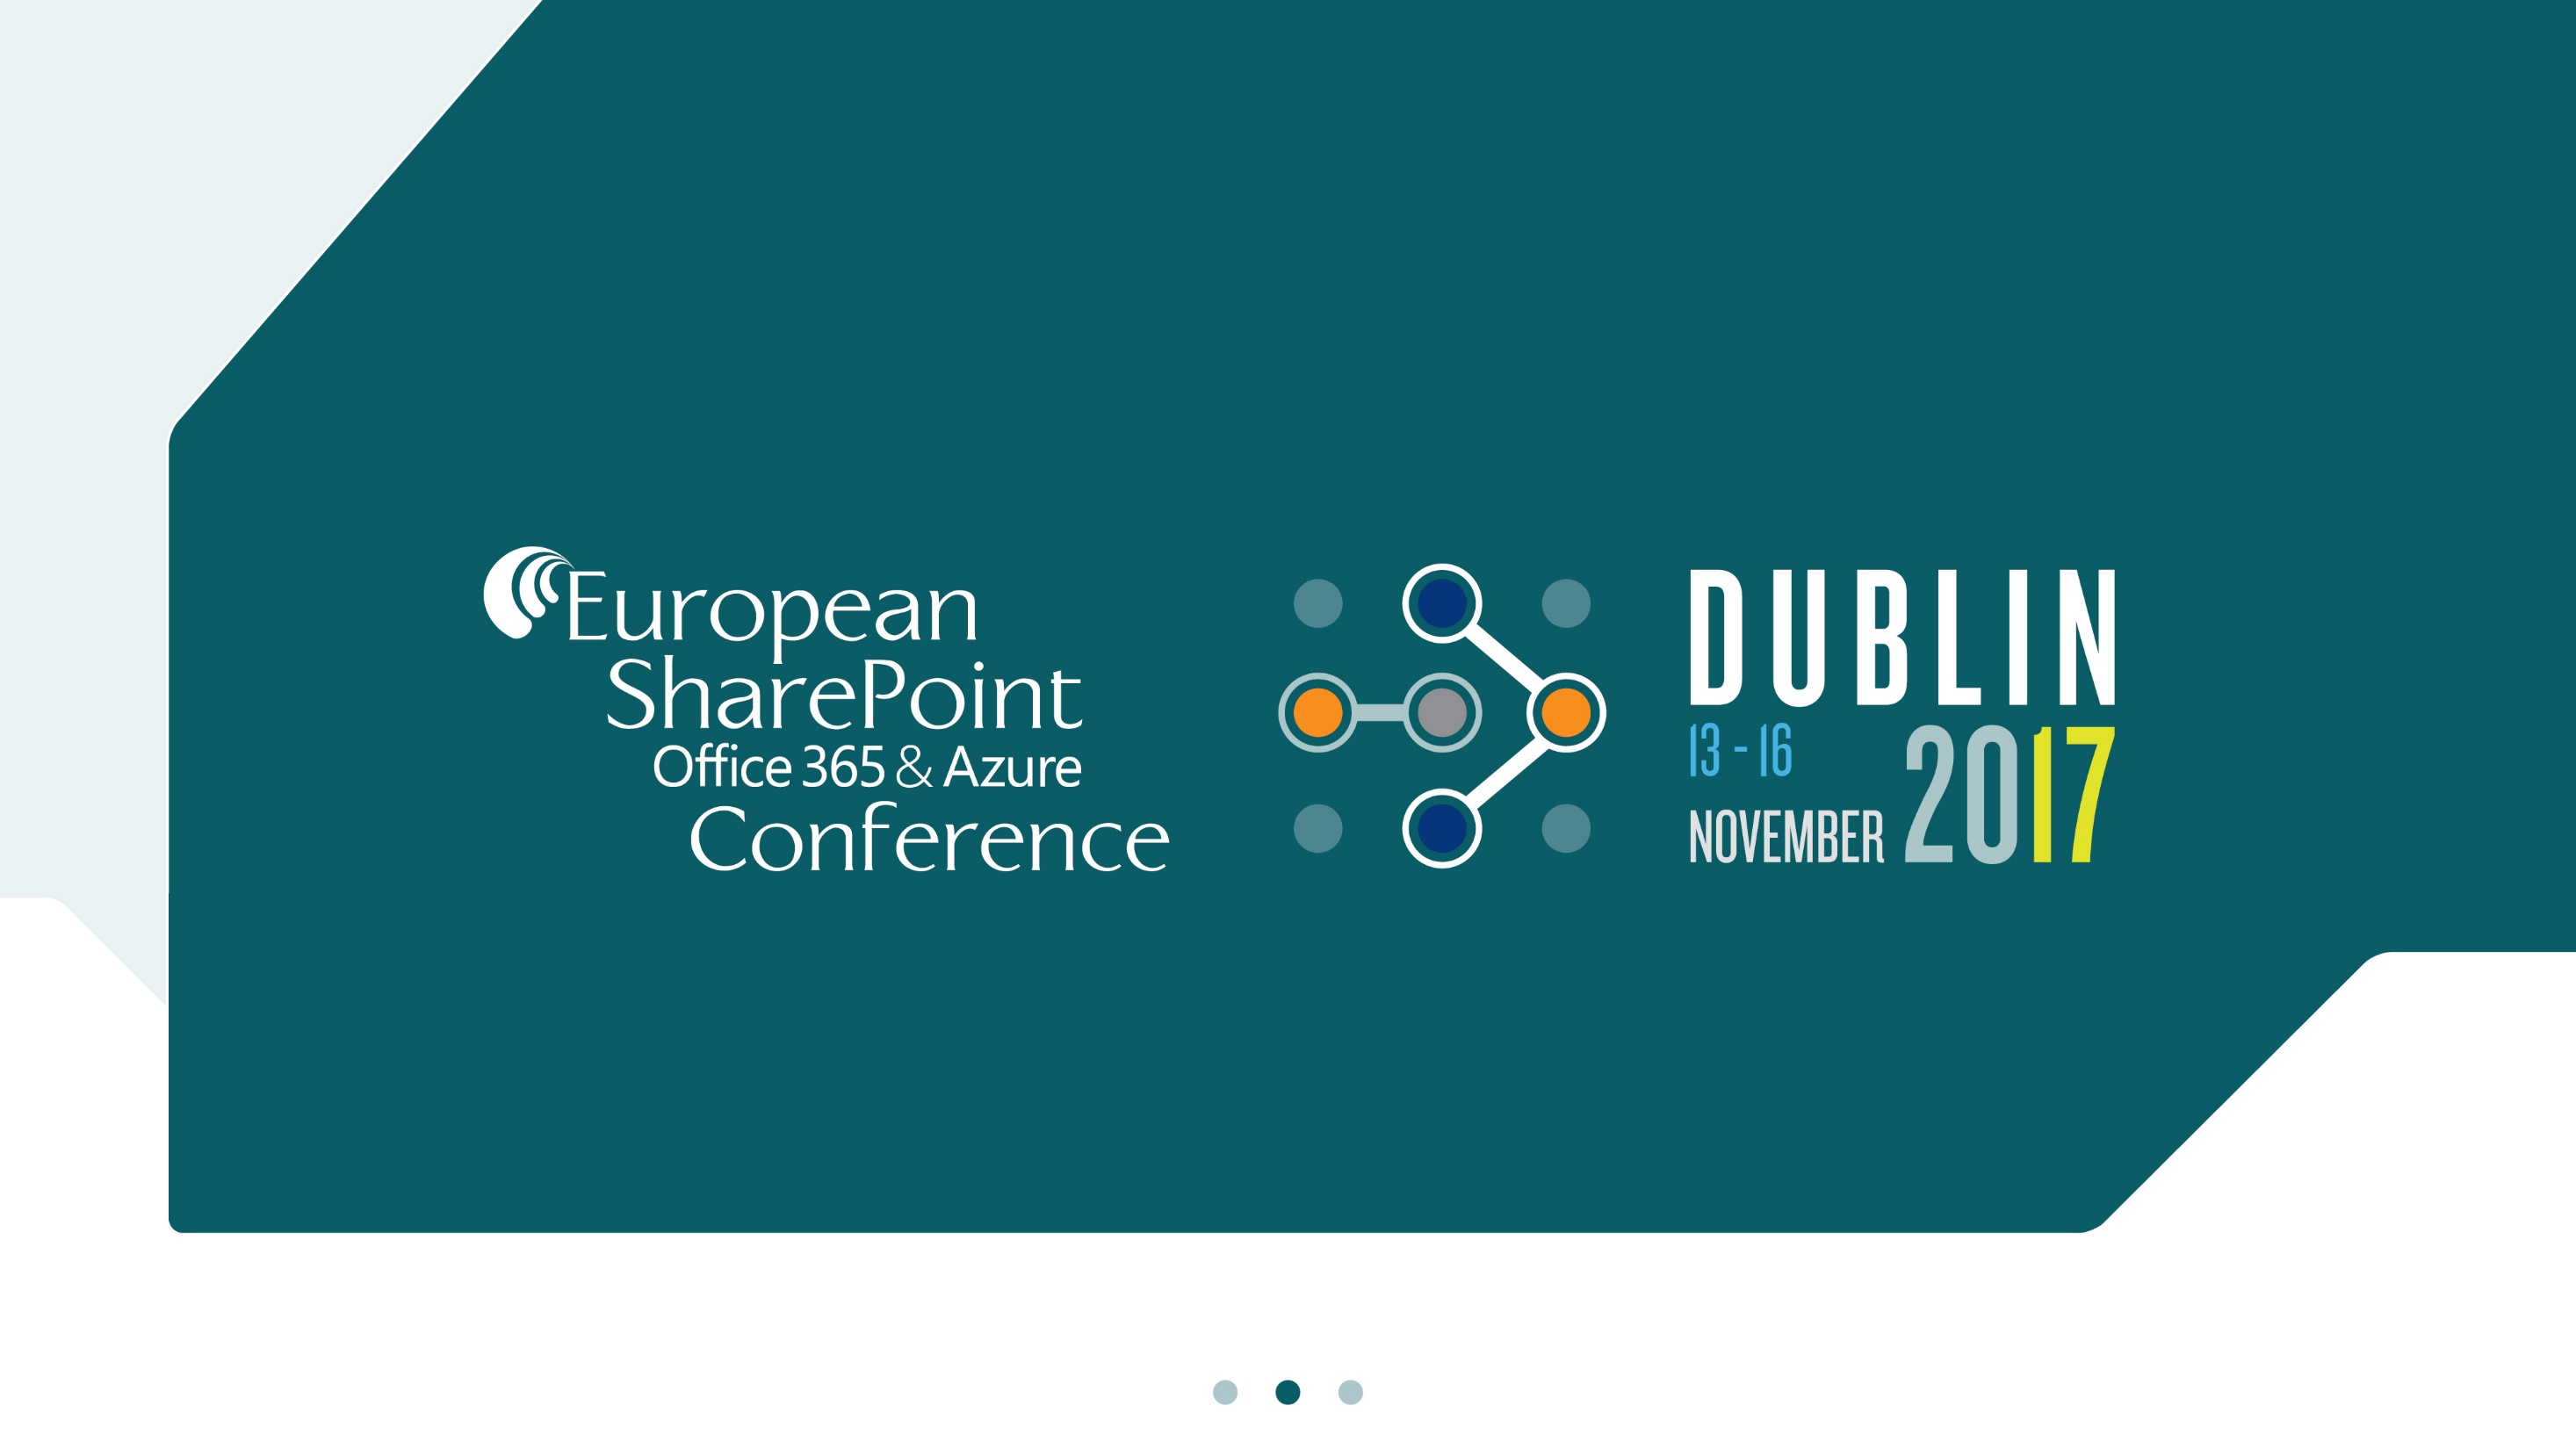 European
SharePoint
Office 365 & Azure
Conference
DUBLIN
13 - 16
NOVEMBER 2017